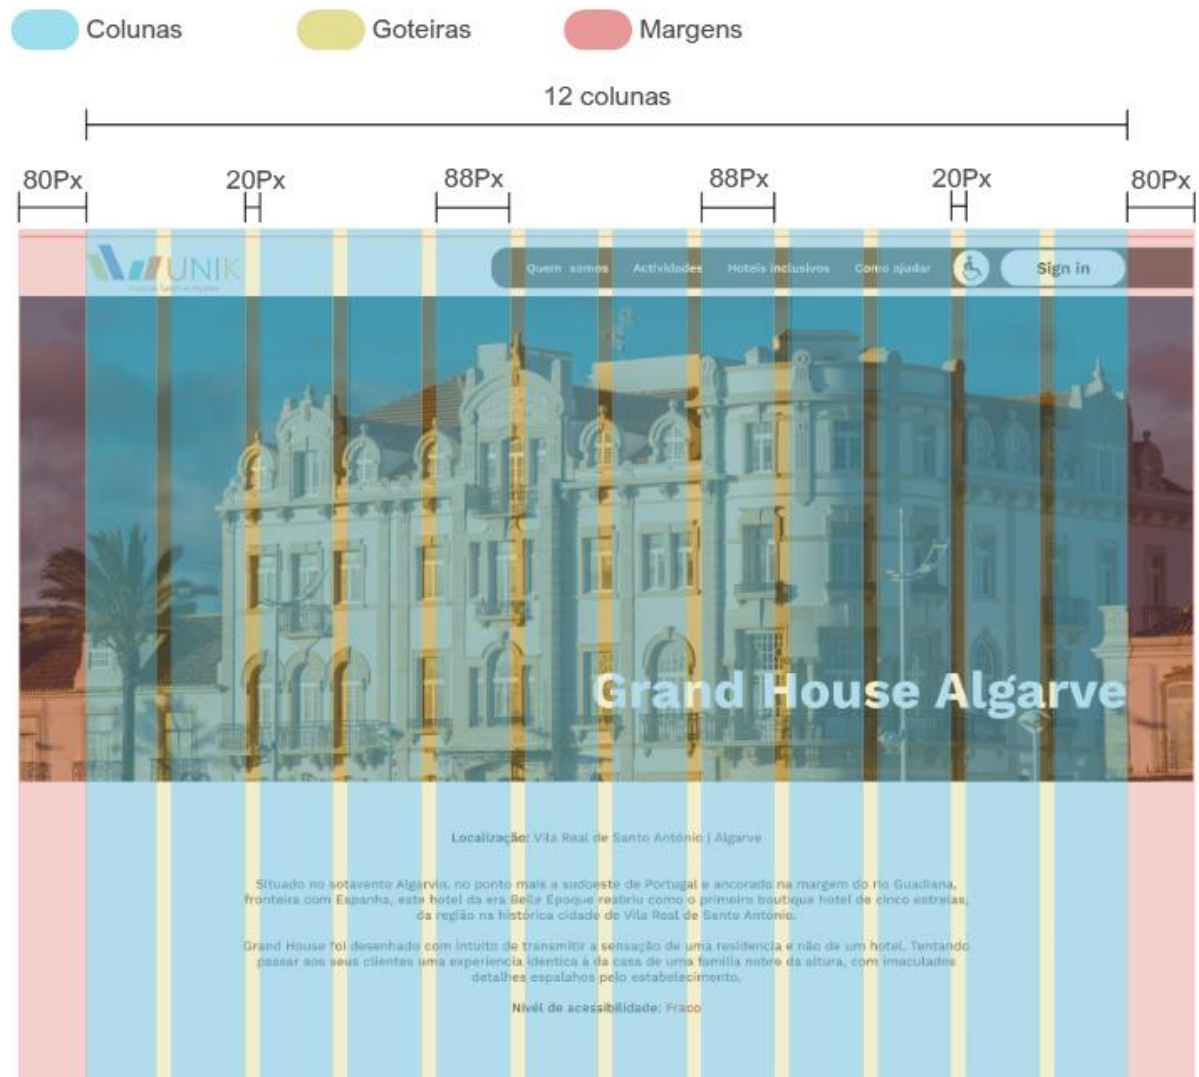 Colunas
Goteiras
Margens
12 colunas
80Px
20Px
88Px
88Px
20Px
80Px
UNIK
Quem somos
Actividades
Hoteis inclusivos
Como ajudar
Sign in
Grand House Algarve
Localização: Vila Real de Santo António | Algarve
Situado no sotavento Algarvio, no ponto mais a sudoeste de Portugal e ancorado na margem do rio Guadiana,
fronteira com Espanha, este hotel da era Belle Epoque reabriu como o primeiro boutique hotel de cinco estrelas,
da região na histórica cidade de Vila Real de Santo António.
Grand House foi desenhado com intuito de transmitir a sensação de uma residencia e não de um hotel. Tentando
passar aos seus clientes uma experiencia identica à da casa de uma família nobre da altura, com imaculados
detalhes espalahos pelo estabelecimento.
Nivél de acessibilidade: Fraco